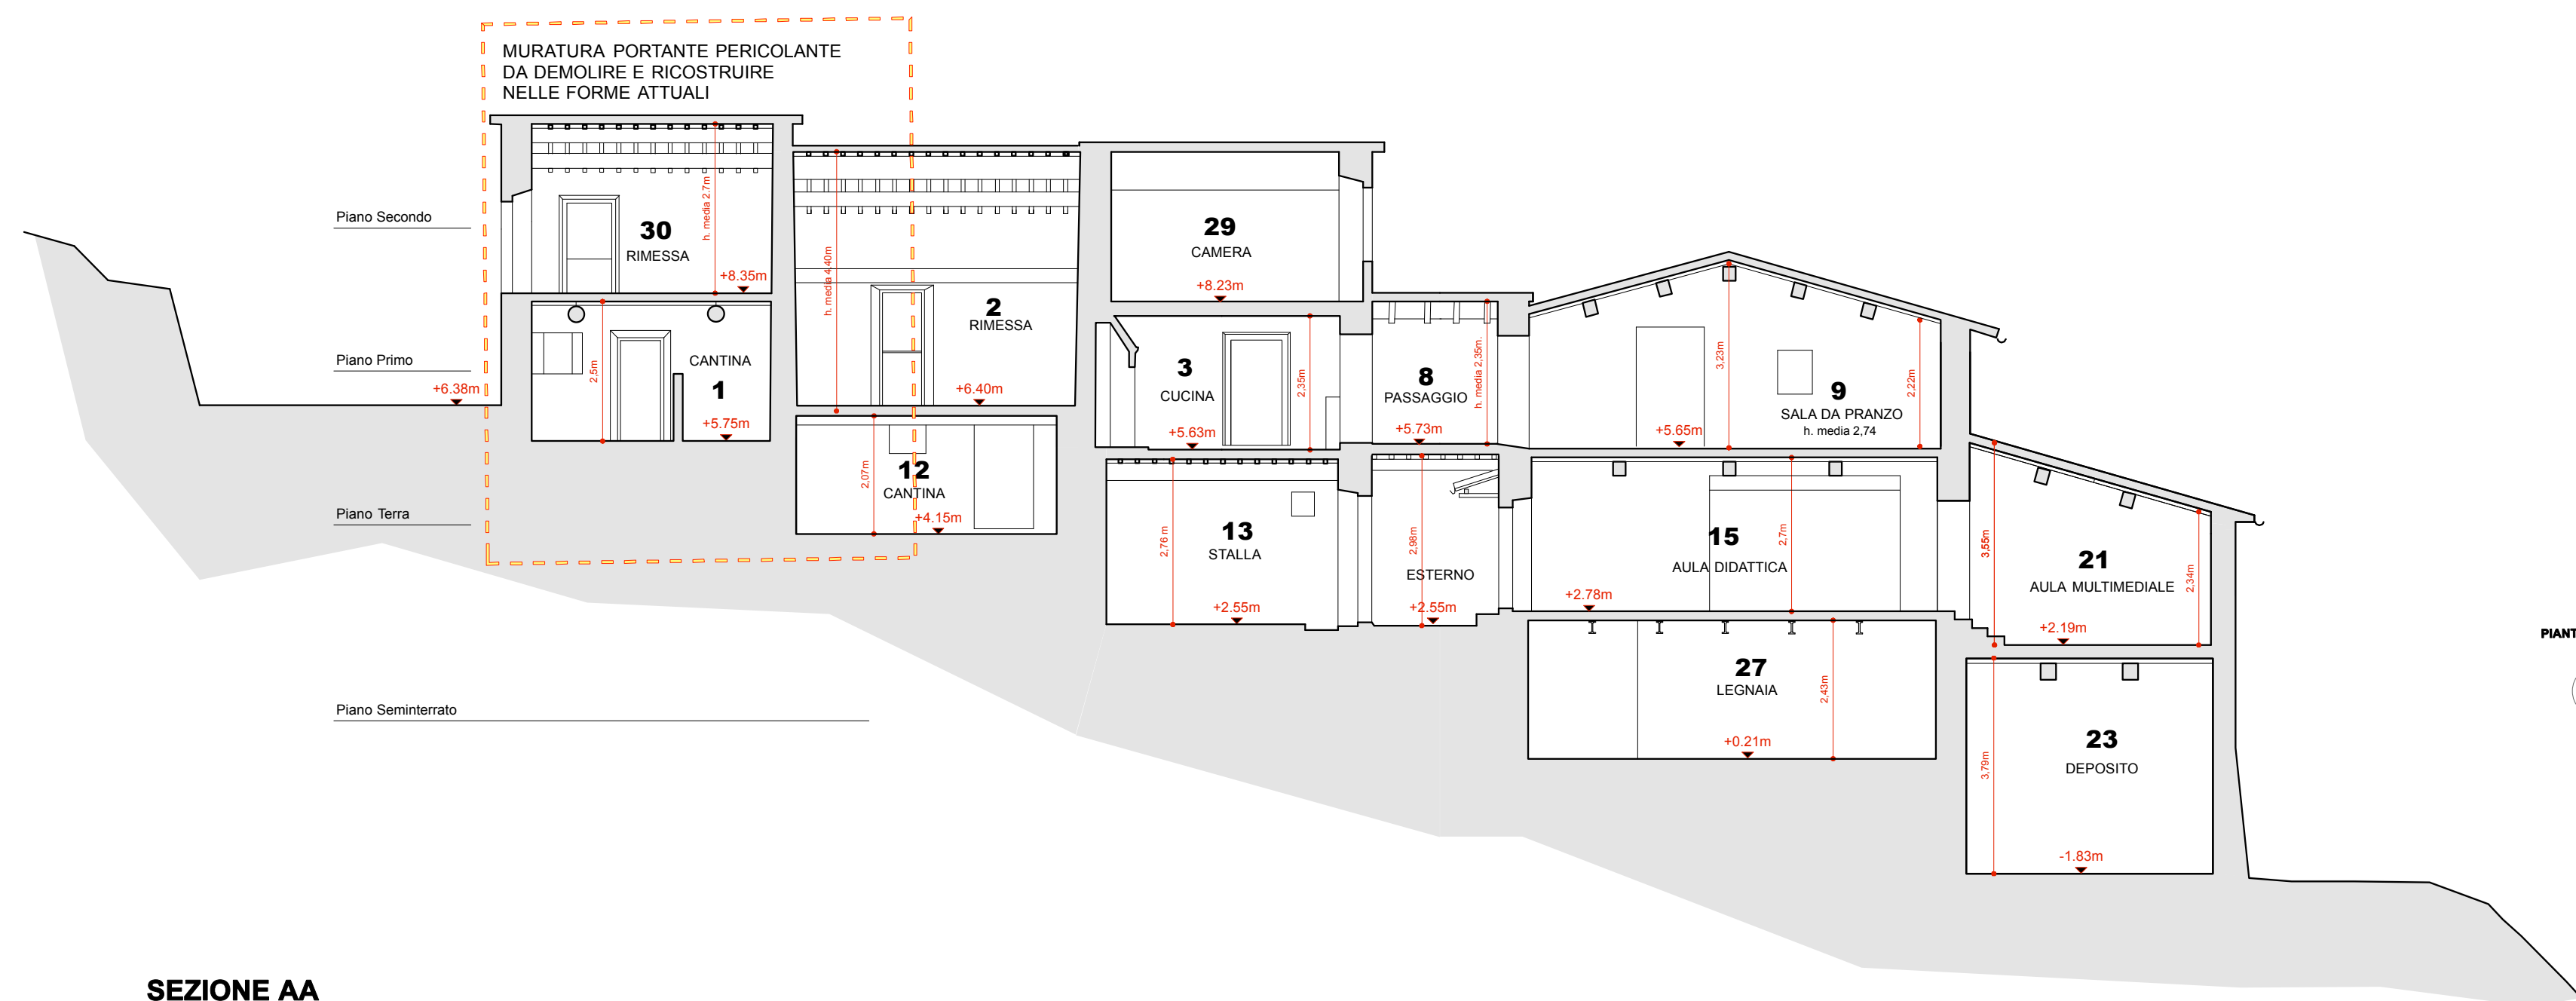 MURATURA PORTANTE PERICOLANTE
DA DEMOLIRE E RICOSTRUIRE
NELLE FORME ATTUALI
Piano Secondo
30
RIMESSA
h. media 2.7m
+8.35m
h. media 4.40m
2
RIMESSA
+6.40m
29
CAMERA
+8.23m
Piano Primo
+6.38m
2,5m
CANTINA
1
+5.75m
3
CUCINA
+5.63m
2,35m
8
PASSAGGIO
+5.73m
h. media 2,35m.
3,23m
9
SALA DA PRANZO
h. media 2,74
+5.65m
2,22m
Piano Terra
2,07m
12
CANTINA
+4.15m
2,76 m
13
STALLA
+2.55m
2,98m
ESTERNO
+2.55m
15
AULA DIDATTICA
+2.78m
2,7m
3,55m
21
AULA MULTIMEDIALE
+2.19m
2,34m
PIANT
Piano Seminterrato
27
LEGNAIA
+0.21m
2,43m
3,79m
23
DEPOSITO
-1.83m
SEZIONE AA